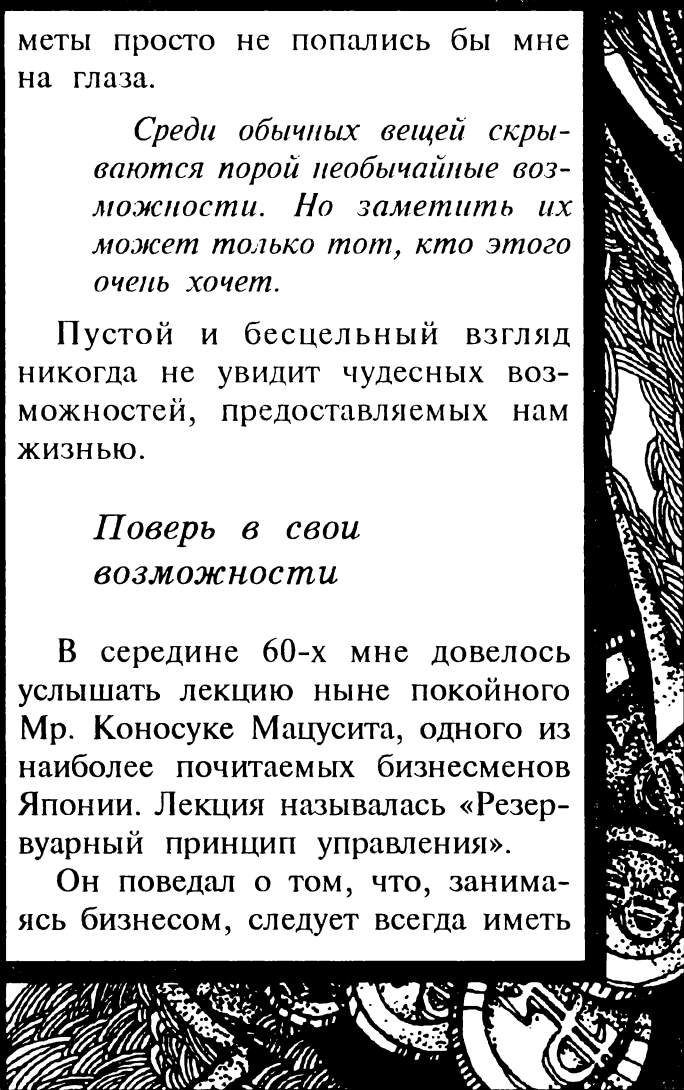 меты просто не попались бы мне
на глаза.
Среди обычных вещей скры-
ваются порой необычайные воз-
можности. Но заметить их
может только тот, кто этого
очень хочет.
Пустой и бесцельный взгляд
никогда не увидит чудесных воз-
можностей, предоставляемых нам
жизнью.
Поверь в свои
возможности
В середине 60-х мне довелось
услышать лекцию ныне покойного
Мр. Коносуке Мацусита, одного из
наиболее почитаемых бизнесменов
Японии. Лекция называлась «Резер-
вуарный принцип управления».
Он поведал о том, что, занима-
ясь бизнесом, следует всегда иметь